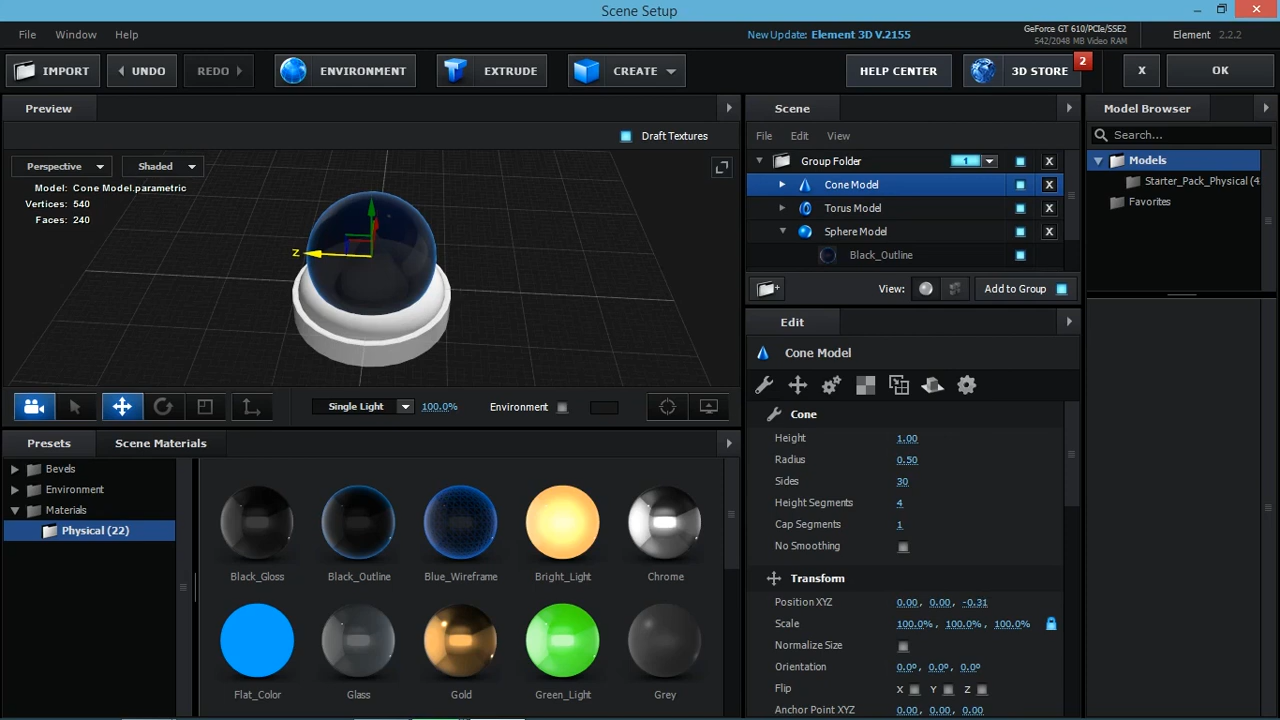 Scene Setup
File Window Help
New Update: Element 3D V.2155
GeForce GT 610/PCIe/SSE2
542/2048 MB Video RAM
Element 2.2.2
IMPORT UNDO REDO ENVIRONMENT EXTRUDE CREATE HELP CENTER 3D STORE 2 X OK
Preview
Draft Textures
Perspective Shaded
Model: Cone Model.parametric
Vertices: 540
Faces: 240
Z
Single Light 100.0% Environment
Presets Scene Materials
Bevels
Environment
Materials
Physical (22)
Black_Gloss Black_Outline Blue_Wireframe Bright_Light Chrome
Flat_Color Glass Gold Green_Light Grey
Scene
File Edit View
Group Folder 1 X
Cone Model X
Torus Model X
Sphere Model X
Black_Outline
View: Add to Group
Edit
Cone Model
Cone
Height 1.00
Radius 0.50
Sides 30
Height Segments 4
Cap Segments 1
No Smoothing
Transform
Position XYZ 0.00, 0.00, -0.31
Scale 100.0%, 100.0%, 100.0%
Normalize Size
Orientation 0.0º, 0.0º, 0.0º
Flip X Y Z
Anchor Point XYZ 0.00, 0.00, 0.00
Model Browser
Search...
Models
Starter_Pack_Physical (4
Favorites